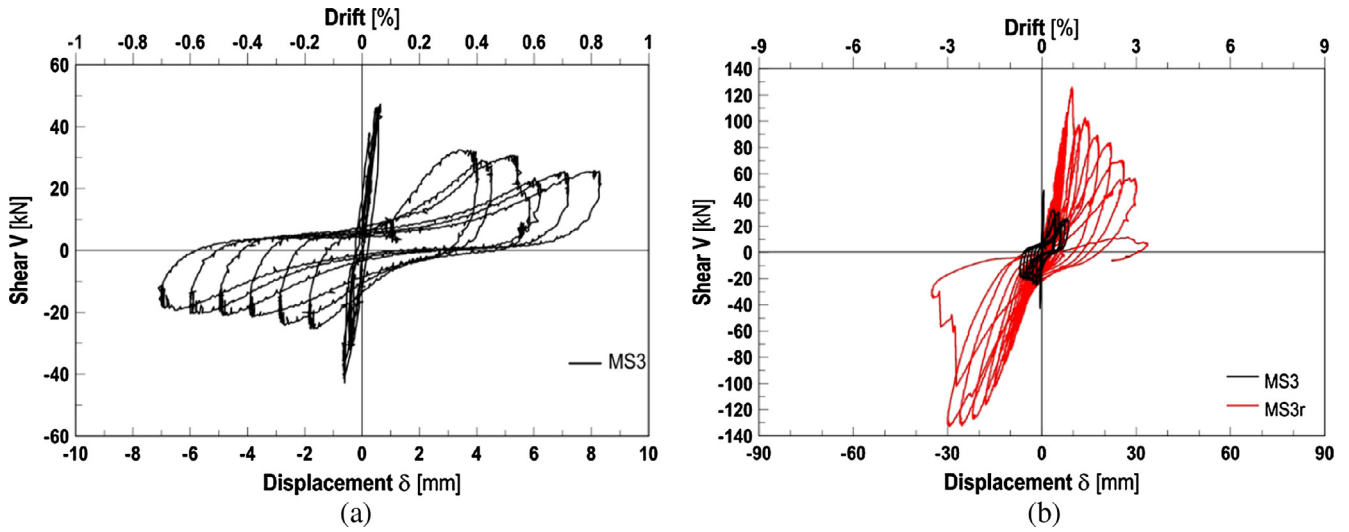 Drift [%]
-1 -0.8 -0.6 -0.4 -0.2 0 0.2 0.4 0.6 0.8 1
60
40
20
0
-20
-40
-60
Shear V [kN]
MS3
-10 -8 -6 -4 -2 0 2 4 6 8 10
Displacement δ [mm]
(a)
Drift [%]
-9 -6 -3 0 3 6 9
140
120
100
80
60
40
20
0
-20
-40
-60
-80
-100
-120
-140
Shear V [kN]
MS3
MS3r
-90 -60 -30 0 30 60 90
Displacement δ [mm]
(b)